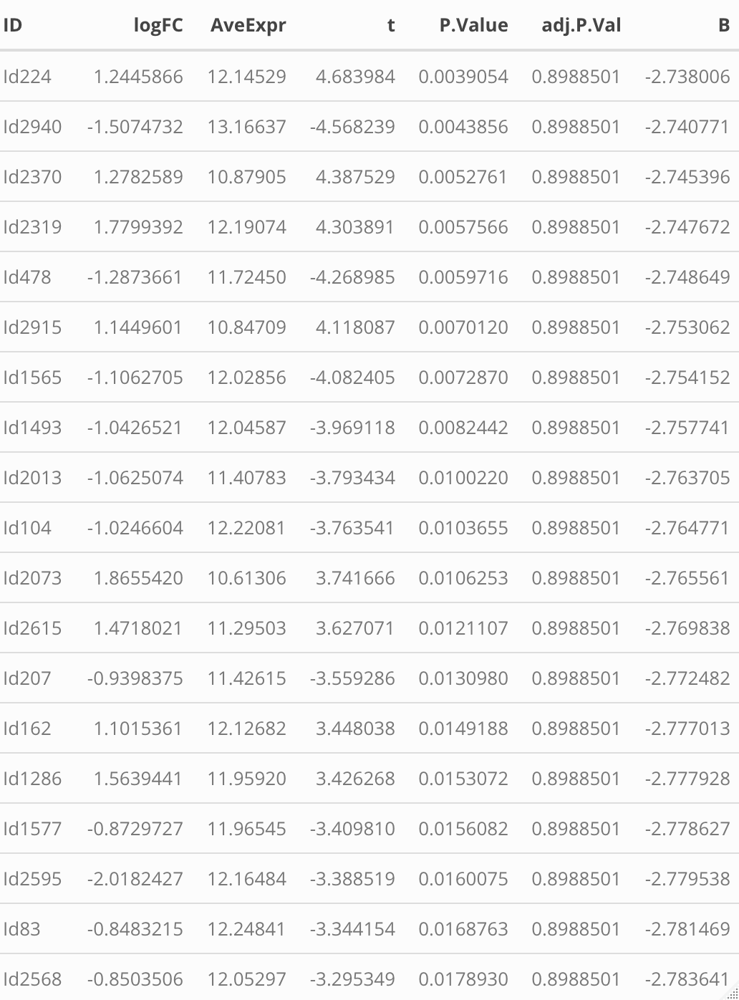 ID logFC AveExpr t P.Value adj.P.Val B
Id224 1.2445866 12.14529 4.683984 0.0039054 0.8988501 -2.738006
Id2940 -1.5074732 13.16637 -4.568239 0.0043856 0.8988501 -2.740771
Id2370 1.2782589 10.87905 4.387529 0.0052761 0.8988501 -2.745396
Id2319 1.7799392 12.19074 4.303891 0.0057566 0.8988501 -2.747672
Id478 -1.2873661 11.72450 -4.268985 0.0059716 0.8988501 -2.748649
Id2915 1.1449601 10.84709 4.118087 0.0070120 0.8988501 -2.753062
Id1565 -1.1062705 12.02856 -4.082405 0.0072870 0.8988501 -2.754152
Id1493 -1.0426521 12.04587 -3.969118 0.0082442 0.8988501 -2.757741
Id2013 -1.0625074 11.40783 -3.793434 0.0100220 0.8988501 -2.763705
Id104 -1.0246604 12.22081 -3.763541 0.0103655 0.8988501 -2.764771
Id2073 1.8655420 10.61306 3.741666 0.0106253 0.8988501 -2.765561
Id2615 1.4718021 11.29503 3.627071 0.0121107 0.8988501 -2.769838
Id207 -0.9398375 11.42615 -3.559286 0.0130980 0.8988501 -2.772482
Id162 1.1015361 12.12682 3.448038 0.0149188 0.8988501 -2.777013
Id1286 1.5639441 11.95920 3.426268 0.0153072 0.8988501 -2.777928
Id1577 -0.8729727 11.96545 -3.409810 0.0156082 0.8988501 -2.778627
Id2595 -2.0182427 12.16484 -3.388519 0.0160075 0.8988501 -2.779538
Id83 -0.8483215 12.24841 -3.344154 0.0168763 0.8988501 -2.781469
Id2568 -0.8503506 12.05297 -3.295349 0.0178930 0.8988501 -2.783641